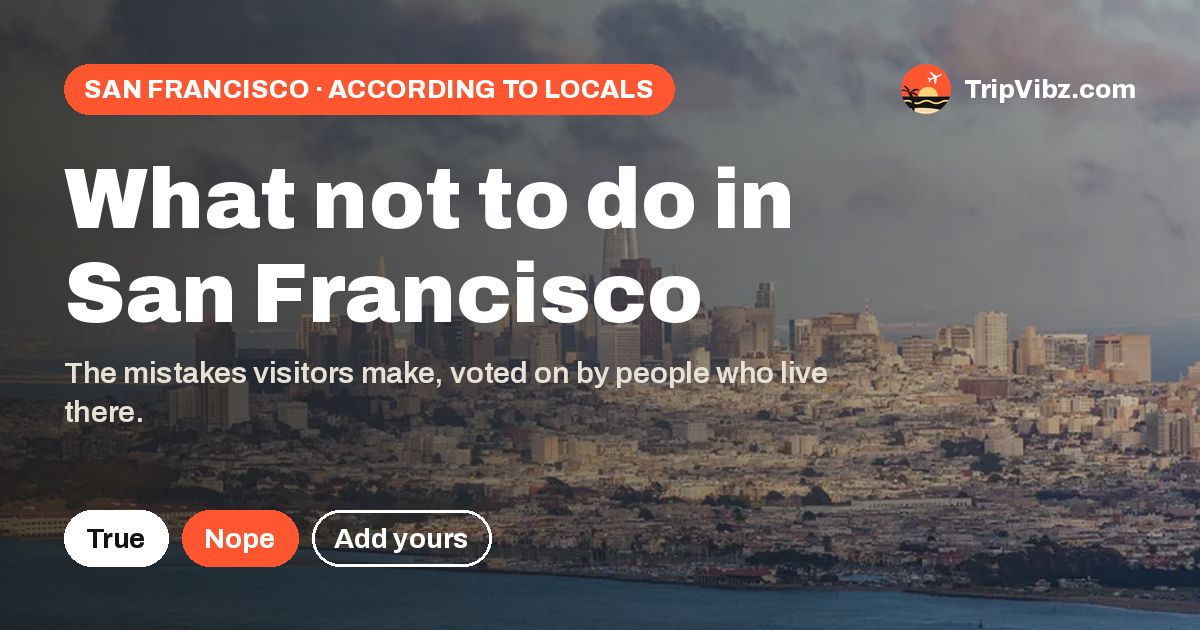 SAN FRANCISCO · ACCORDING TO LOCALS
TripVibz.com
What not to do in
San Francisco
The mistakes visitors make, voted on by people who live
there.
True
Nope
Add yours